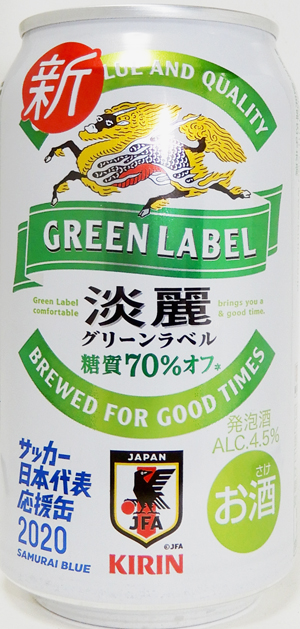 新
LUE AND QUALITY
GREEN LABEL
Green Label
comfortable
brings you a
& good time.
淡麗
グリーンラベル
糖質70%オフ*
BREWED FOR GOOD TIMES
発泡酒
ALC.4.5%
さけ
お酒
サッカー
日本代表
応援缶
2020
SAMURAI BLUE
JAPAN
JFA
©JFA
KIRIN